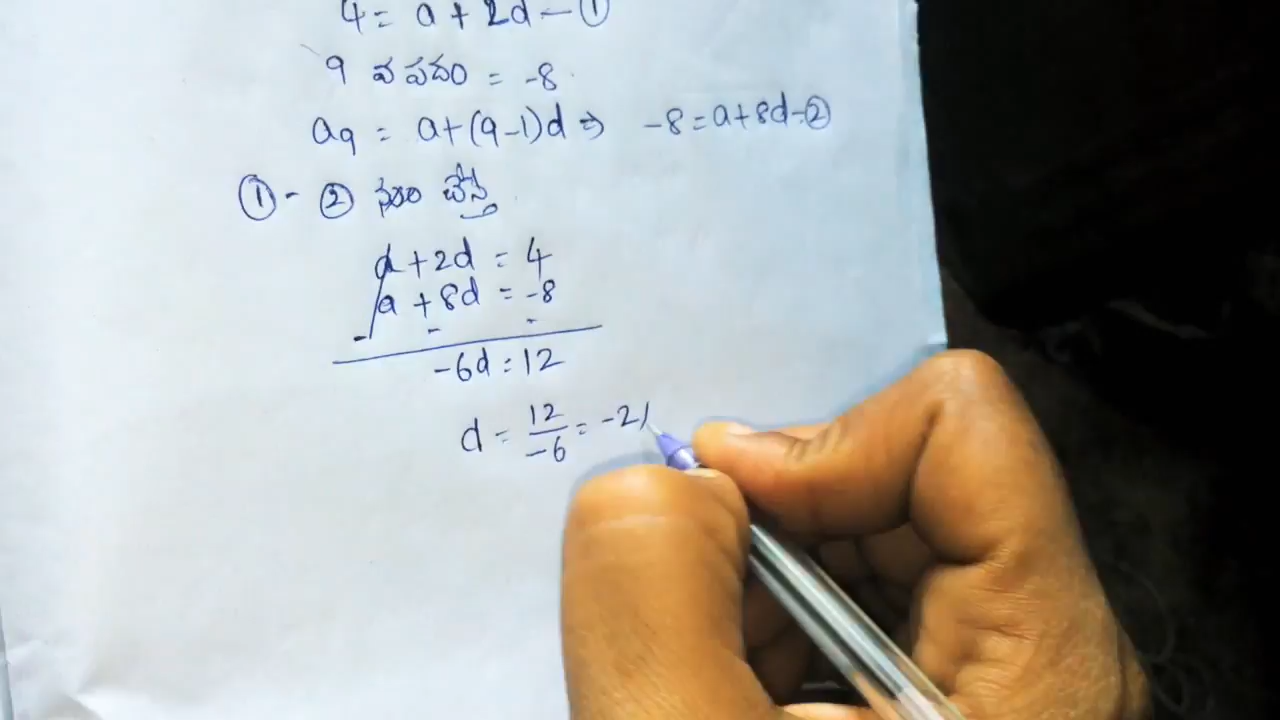 4 = a + 2d — ①
9 వ పదం = -8
a9 = a+(9-1)d ⇒ -8 = a+8d-②
① - ② నుంచి చేస్తే
a + 2d = 4
a + 8d = -8
- - -
-6d = 12
d = 12/-6 = -2